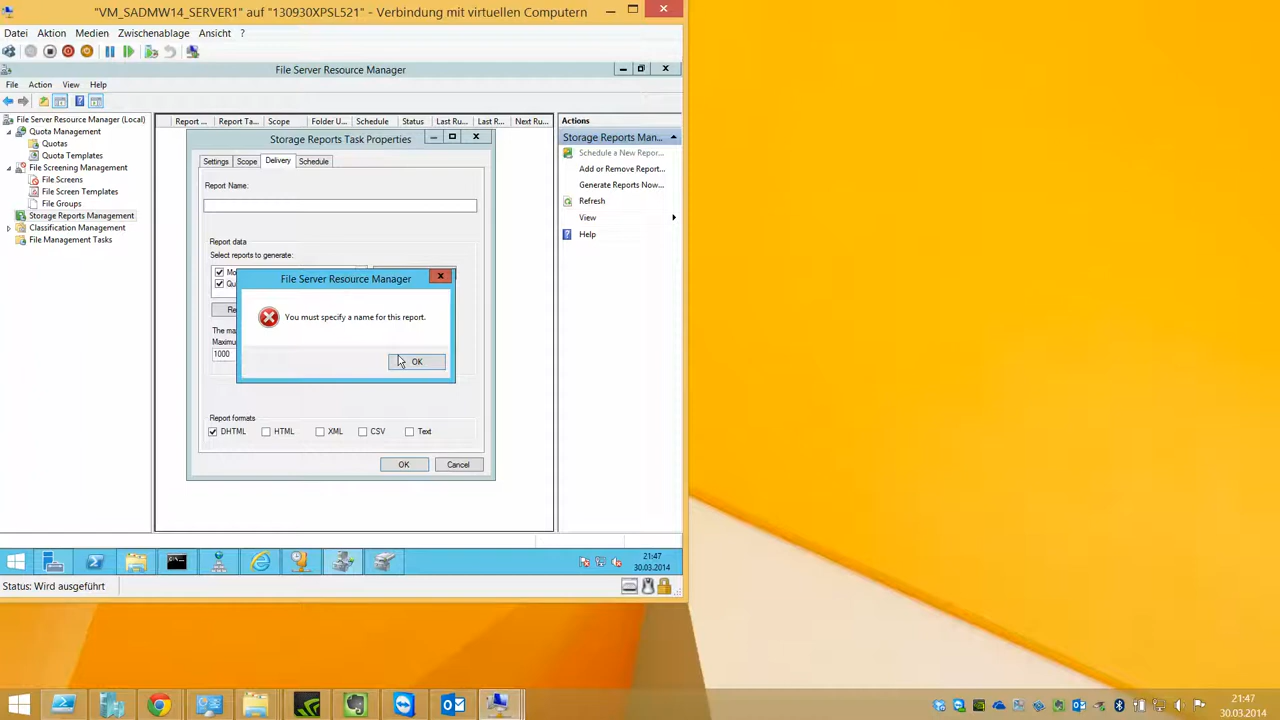 "VM_SADMW14_SERVER1" auf "130930XPSL521" - Verbindung mit virtuellen Computern
Datei Aktion Medien Zwischenablage Ansicht ?
File Server Resource Manager
File Action View Help
File Server Resource Manager (Local)
Quota Management
Quotas
Quota Templates
File Screening Management
File Screens
File Screen Templates
File Groups
Storage Reports Management
Classification Management
File Management Tasks
Report ... Report Ta... Scope Folder U... Schedule Status Last Ru... Last R... Next Ru...
Storage Reports Task Properties
Settings Scope Delivery Schedule
Report Name:
Report data
Select reports to generate:
File Server Resource Manager
You must specify a name for this report.
OK
The ma
Maximu
1000
Report formats
DHTML HTML XML CSV Text
OK Cancel
Actions
Storage Reports Man...
Schedule a New Repor...
Add or Remove Report...
Generate Reports Now...
Refresh
View
Help
21:47
30.03.2014
Status: Wird ausgeführt
21:47
30.03.2014